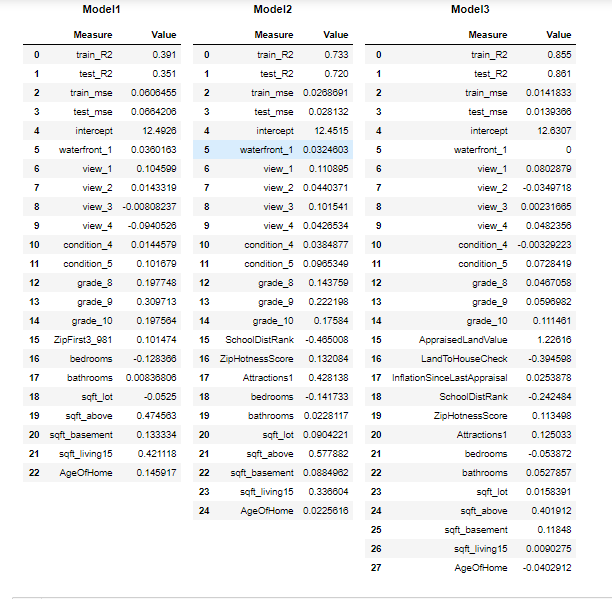 Model1 Model2 Model3
Measure Value Measure Value Measure Value
0 train_R2 0.391 0 train_R2 0.733 0 train_R2 0.855
1 test_R2 0.351 1 test_R2 0.720 1 test_R2 0.861
2 train_mse 0.0606455 2 train_mse 0.0268691 2 train_mse 0.0141833
3 test_mse 0.0664206 3 test_mse 0.028132 3 test_mse 0.0139366
4 intercept 12.4926 4 intercept 12.4515 4 intercept 12.6307
5 waterfront_1 0.0360163 5 waterfront_1 0.0324603 5 waterfront_1 0
6 view_1 0.104599 6 view_1 0.110895 6 view_1 0.0802879
7 view_2 0.0143319 7 view_2 0.0440371 7 view_2 -0.0349718
8 view_3 -0.00808237 8 view_3 0.101541 8 view_3 0.00231665
9 view_4 -0.0940526 9 view_4 0.0426534 9 view_4 0.0482356
10 condition_4 0.0144579 10 condition_4 0.0384877 10 condition_4 -0.00329223
11 condition_5 0.101679 11 condition_5 0.0965349 11 condition_5 0.0728419
12 grade_8 0.197748 12 grade_8 0.143759 12 grade_8 0.0467058
13 grade_9 0.309713 13 grade_9 0.222198 13 grade_9 0.0596982
14 grade_10 0.197564 14 grade_10 0.17584 14 grade_10 0.111461
15 ZipFirst3_981 0.101474 15 SchoolDistRank -0.465008 15 AppraisedLandValue 1.22616
16 bedrooms -0.128366 16 ZipHotnessScore 0.132084 16 LandToHouseCheck -0.394598
17 bathrooms 0.00836806 17 Attractions1 0.428138 17 InflationSinceLastAppraisal 0.0253878
18 sqft_lot -0.0525 18 bedrooms -0.141733 18 SchoolDistRank -0.242484
19 sqft_above 0.474563 19 bathrooms 0.0228117 19 ZipHotnessScore 0.113498
20 sqft_basement 0.133334 20 sqft_lot 0.0904221 20 Attractions1 0.125033
21 sqft_living15 0.421118 21 sqft_above 0.577882 21 bedrooms -0.053872
22 AgeOfHome 0.145917 22 sqft_basement 0.0884962 22 bathrooms 0.0527857
23 sqft_living15 0.336604 23 sqft_lot 0.0158391
24 AgeOfHome 0.0225616 24 sqft_above 0.401912
25 sqft_basement 0.11848
26 sqft_living15 0.0090275
27 AgeOfHome -0.0402912